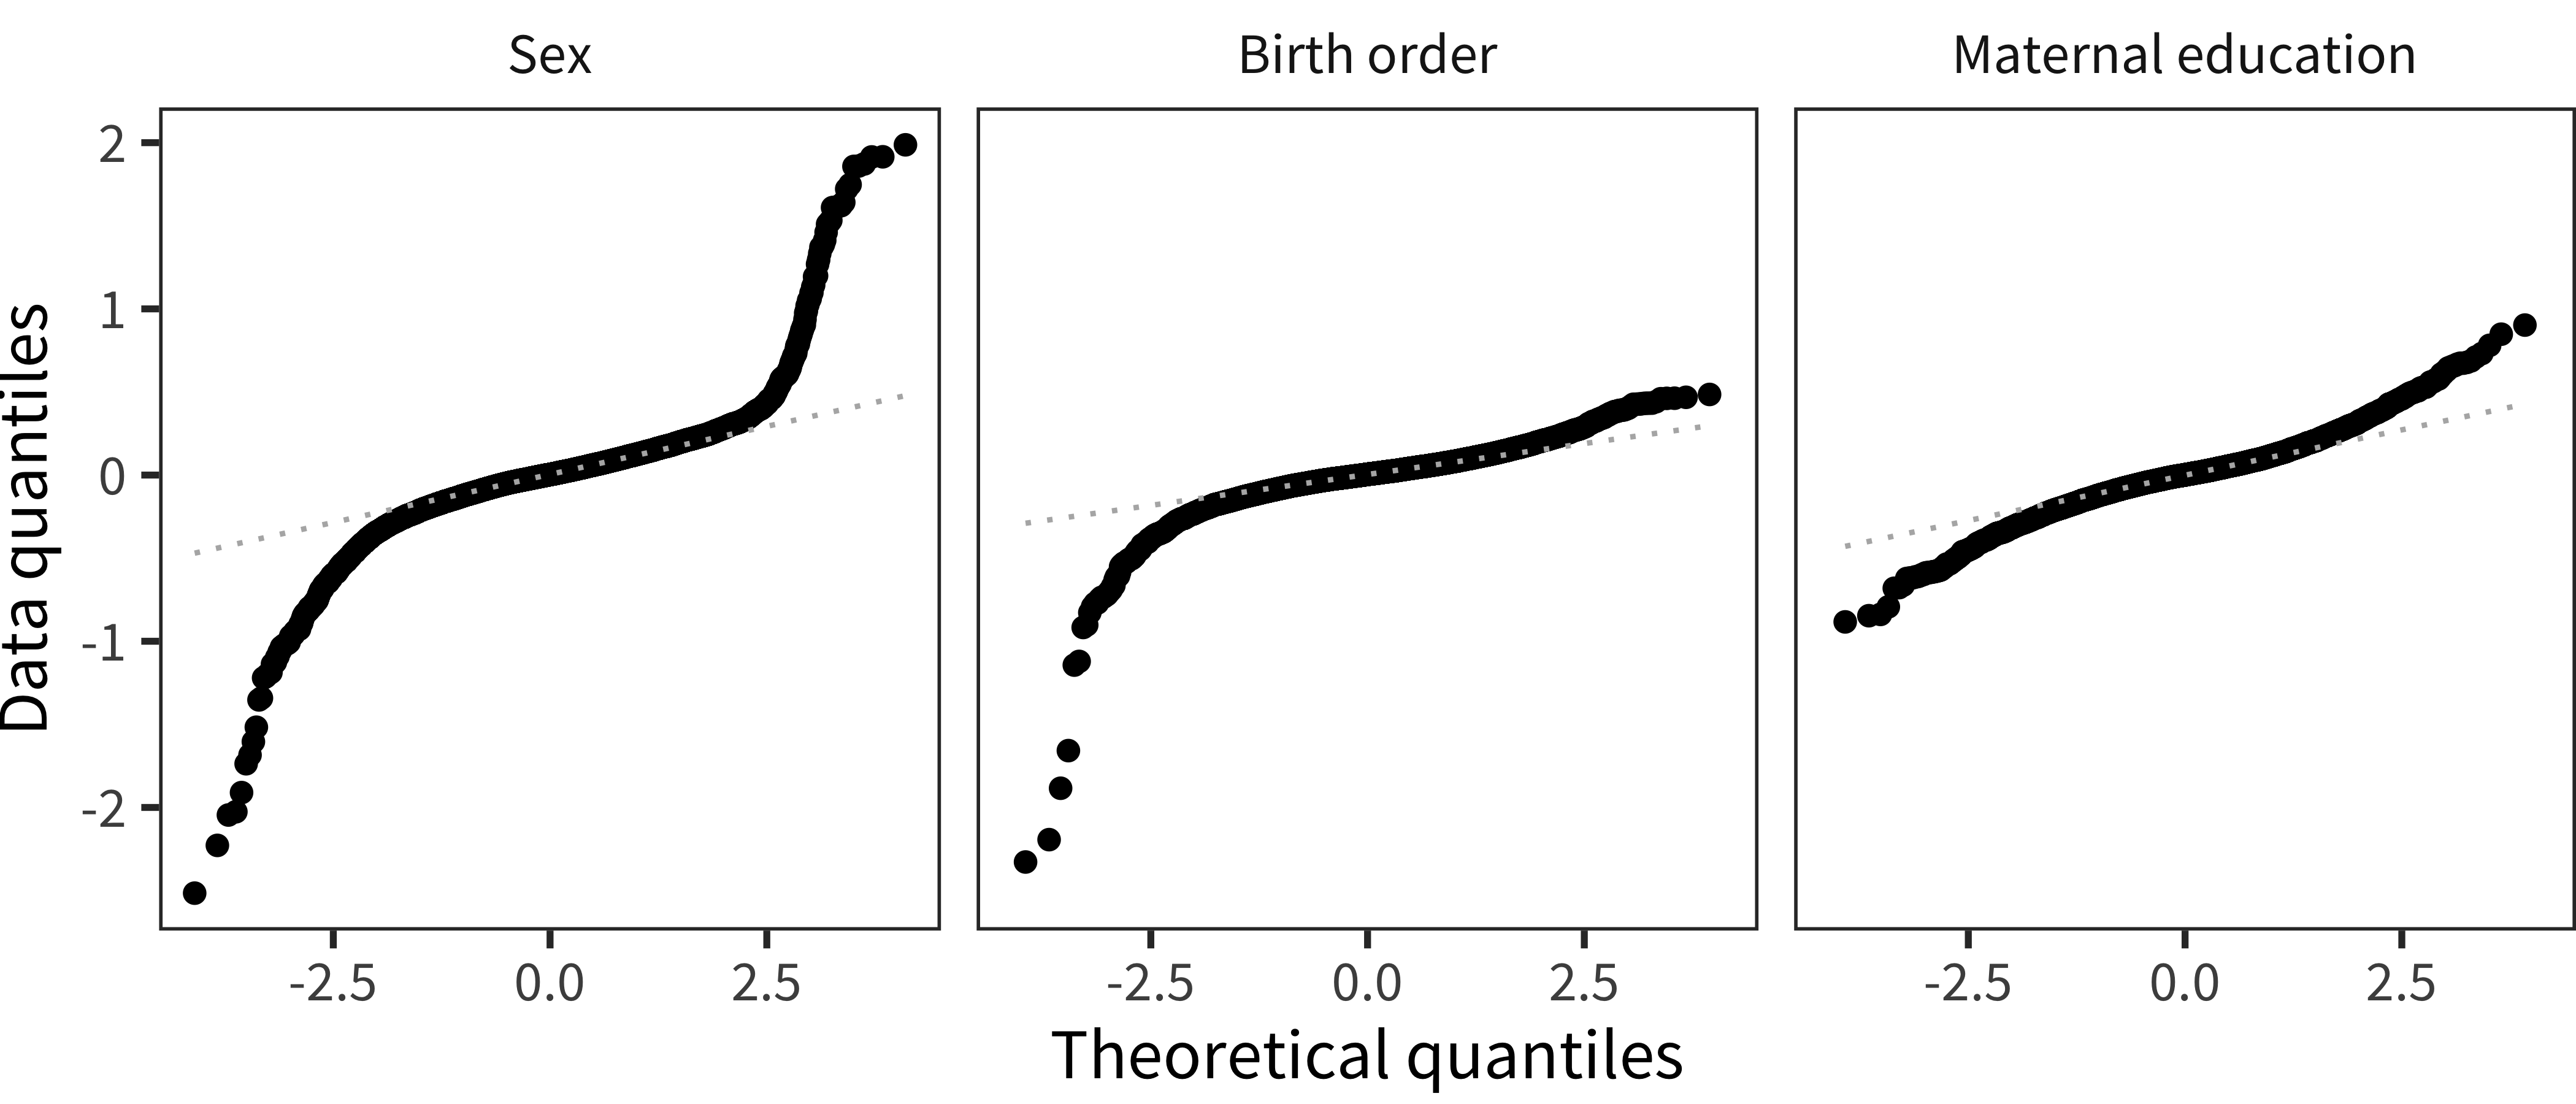 Sex
Birth order
Maternal education
Data quantiles
2
1
0
-1
-2
-2.5 0.0 2.5
-2.5 0.0 2.5
-2.5 0.0 2.5
Theoretical quantiles